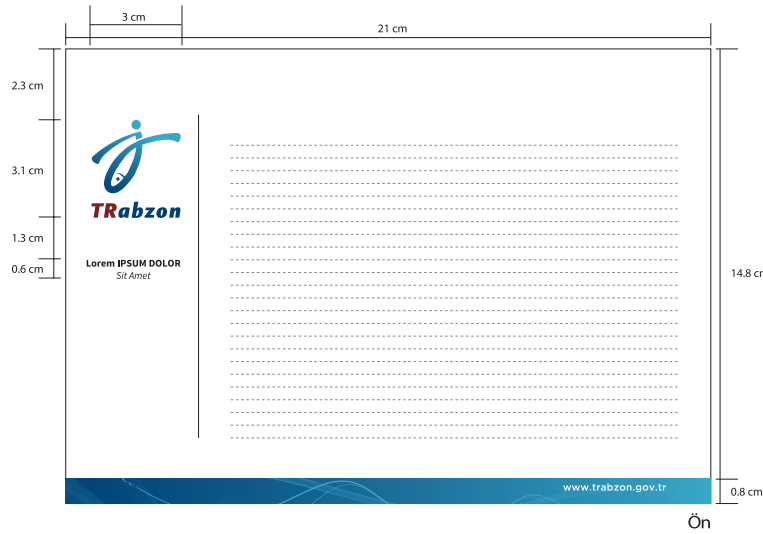 3 cm
21 cm
2.3 cm
3.1 cm
TRabzon
1.3 cm
Lorem IPSUM DOLOR
0.6 cm
Sit Amet
14.8 cr
www.trabzon.gov.tr
0.8 cm
Ön